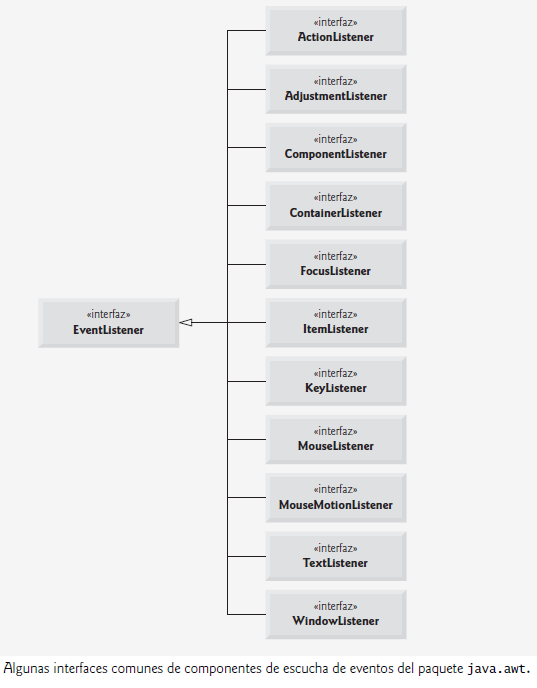 «interfaz»
ActionListener
«interfaz»
AdjustmentListener
«interfaz»
ComponentListener
«interfaz»
ContainerListener
«interfaz»
FocusListener
«interfaz»
EventListener
«interfaz»
ItemListener
«interfaz»
KeyListener
«interfaz»
MouseListener
«interfaz»
MouseMotionListener
«interfaz»
TextListener
«interfaz»
WindowListener
Algunas interfaces comunes de componentes de escucha de eventos del paquete java.awt.